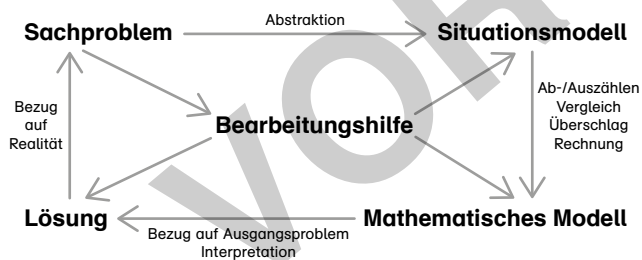 Abstraktion
Sachproblem
Situationsmodell
Bezug
auf
Realität
Ab-/Auszählen
Vergleich
Überschlag
Rechnung
Bearbeitungshilfe
Lösung
Mathematisches Modell
Bezug auf Ausgangsproblem
Interpretation